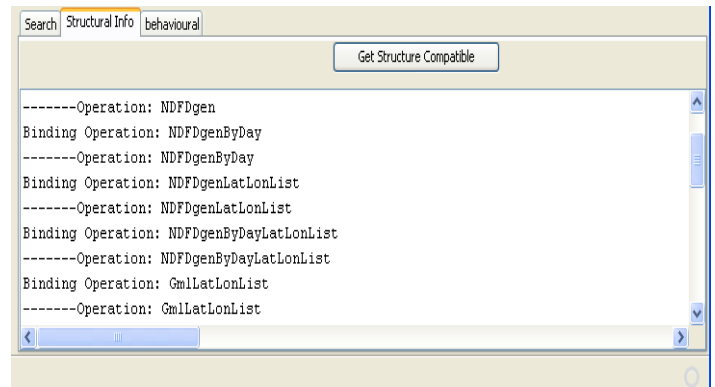 Search Structural Info behavioural
Get Structure Compatible
-------Operation: NDFDgen
Binding Operation: NDFDgenByDay
-------Operation: NDFDgenByDay
Binding Operation: NDFDgenLatLonList
-------Operation: NDFDgenLatLonList
Binding Operation: NDFDgenByDayLatLonList
-------Operation: NDFDgenByDayLatLonList
Binding Operation: GmlLatLonList
-------Operation: GmlLatLonList